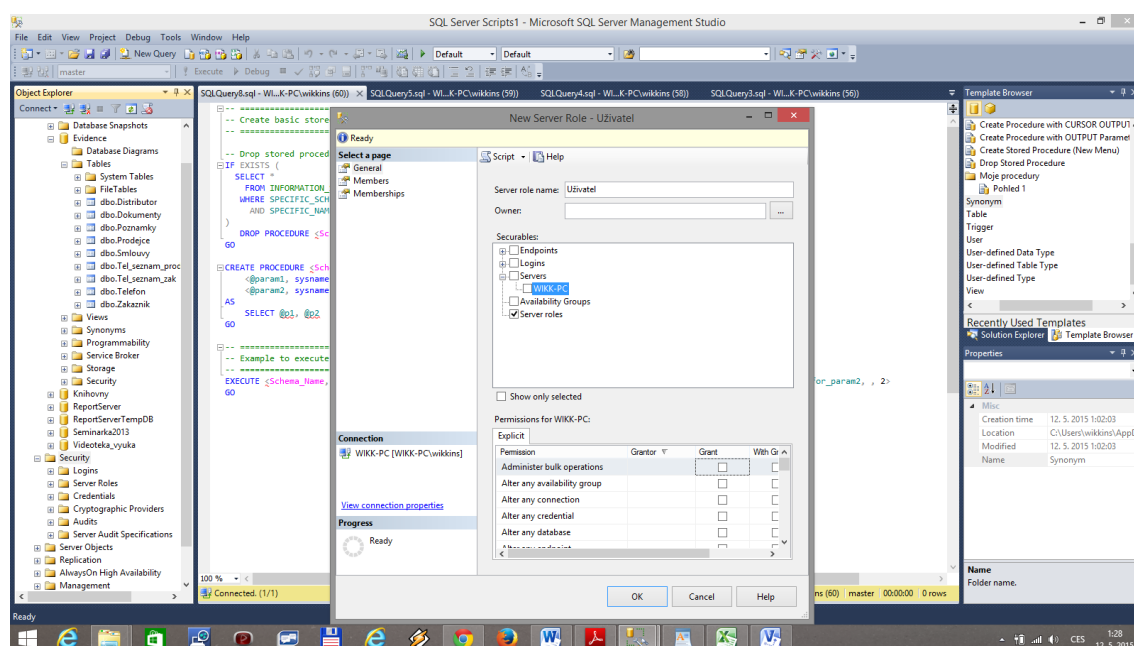 SQL Server Scripts1 - Microsoft SQL Server Management Studio
File Edit View Project Debug Tools Window Help
New Query Default Default
master Execute Debug
Object Explorer
Connect
Database Snapshots
Evidence
Database Diagrams
Tables
System Tables
FileTables
dbo.Distributor
dbo.Dokumenty
dbo.Poznamky
dbo.Prodejce
dbo.Smlouvy
dbo.Tel_seznam_proc
dbo.Tel_seznam_zak
dbo.Telefon
dbo.Zakaznik
Views
Synonyms
Programmability
Service Broker
Storage
Security
Knihovny
ReportServer
ReportServerTempDB
Seminarka2013
Videoteka_vyuka
Security
Logins
Server Roles
Credentials
Cryptographic Providers
Audits
Server Audit Specifications
Server Objects
Replication
AlwaysOn High Availability
Management
SQLQuery8.sql - WI...K-PC\wikkins (60)) SQLQuery5.sql - WI...K-PC\wikkins (59)) SQLQuery4.sql - WI...K-PC\wikkins (58)) SQLQuery3.sql - WI...K-PC\wikkins (56))
-- ====================
-- Create basic store
-- ====================
-- Drop stored proced
IF EXISTS (
SELECT *
FROM INFORMATION_
WHERE SPECIFIC_SCH
AND SPECIFIC_NAM
)
DROP PROCEDURE <Sc
GO
CREATE PROCEDURE <Sch
<@param1, sysname
<@param2, sysname
AS
SELECT @p1, @p2
GO
-- ====================
-- Example to execute
-- ====================
EXECUTE <Schema_Name, or_param2, , 2>
GO
100 %
Connected. (1/1) ns (60) master 00:00:00 0 rows
New Server Role - Uživatel
Ready
Select a page
General
Members
Memberships
Connection
WIKK-PC [WIKK-PC\wikkins]
View connection properties
Progress
Ready
Script Help
Server role name: Uživatel
Owner: ...
Securables:
Endpoints
Logins
Servers
WIKK-PC
Availability Groups
Server roles
Show only selected
Permissions for WIKK-PC:
Explicit
Permission Grantor Grant With Gr
Administer bulk operations
Alter any availability group
Alter any connection
Alter any credential
Alter any database
Alter any endpoint
OK Cancel Help
Template Browser
Create Procedure with CURSOR OUTPUT
Create Procedure with OUTPUT Paramet
Create Stored Procedure (New Menu)
Drop Stored Procedure
Moje procedury
Pohled 1
Synonym
Table
Trigger
User
User-defined Data Type
User-defined Table Type
User-defined Type
View
Recently Used Templates
Solution Explorer Template Browser
Properties
Misc
Creation time 12. 5. 2015 1:02:03
Location C:\Users\wikkins\AppD
Modified 12. 5. 2015 1:02:03
Name Synonym
Name
Folder name.
Ready
CES 1:28
12. 5. 2015